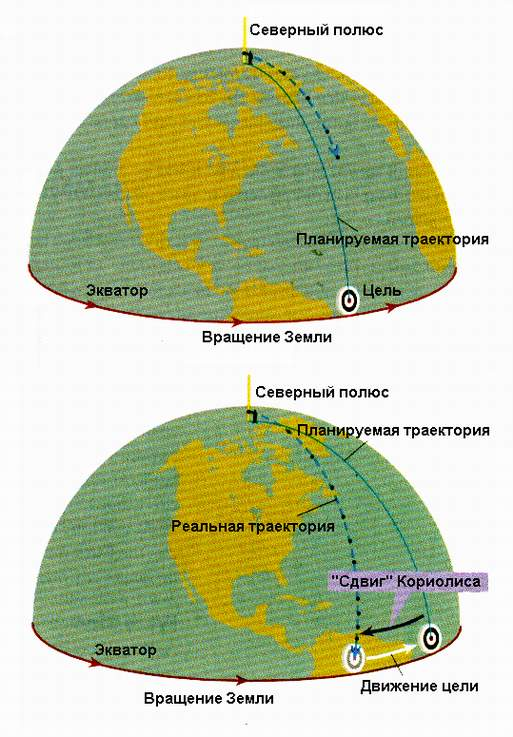 Северный полюс
Планируемая траектория
Экватор
Цель
Вращение Земли
Северный полюс
Планируемая траектория
Реальная траектория
"Сдвиг" Кориолиса
Экватор
Движение цели
Вращение Земли